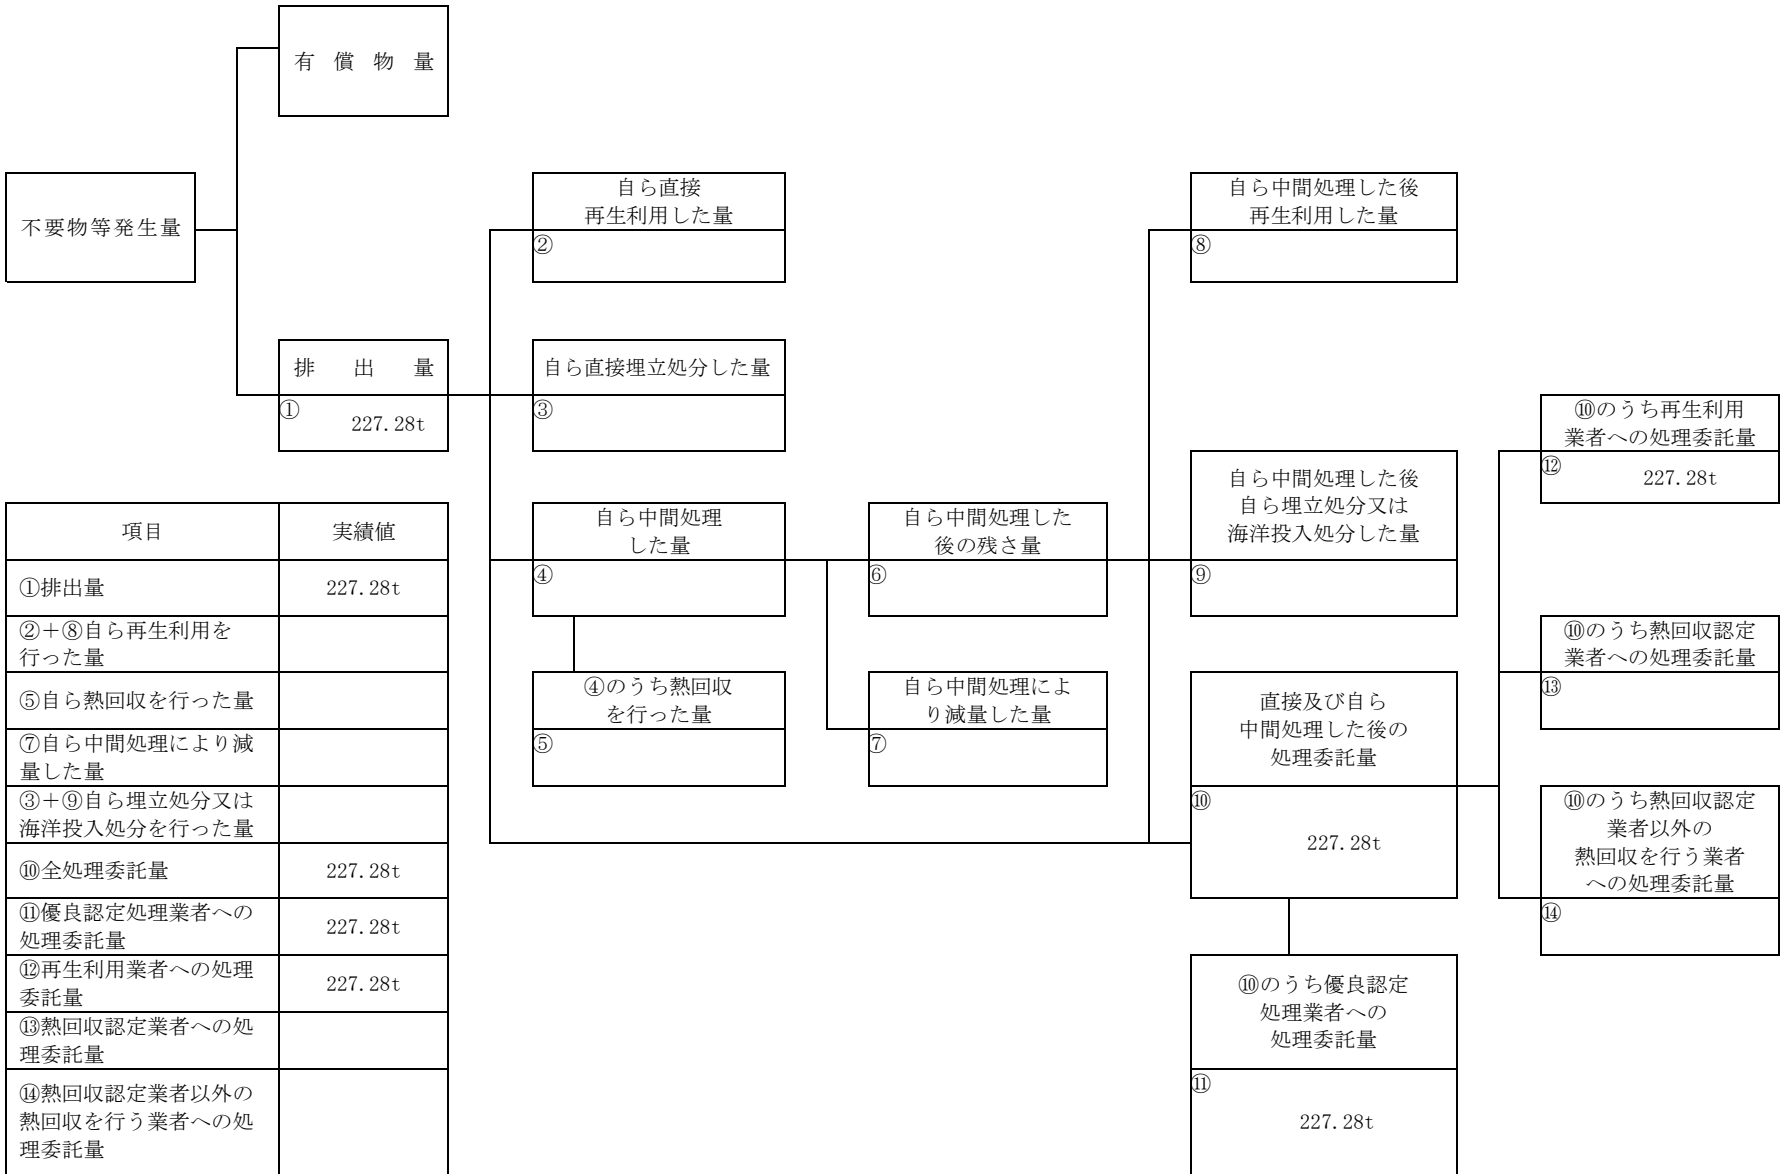 有償物量
不要物等発生量
自ら直接
再生利用した量
②
自ら中間処理した後
再生利用した量
⑧
排出量
①
227.28t
自ら直接埋立処分した量
③
⑩のうち再生利用
業者への処理委託量
⑫
227.28t
自ら中間処理
した量
④
自ら中間処理した
後の残さ量
⑥
自ら中間処理した後
自ら埋立処分又は
海洋投入処分した量
⑨
⑩のうち熱回収認定
業者への処理委託量
⑬
④のうち熱回収
を行った量
⑤
自ら中間処理によ
り減量した量
⑦
直接及び自ら
中間処理した後の
処理委託量
⑩
227.28t
⑩のうち熱回収認定
業者以外の
熱回収を行う業者
への処理委託量
⑭
⑩のうち優良認定
処理業者への
処理委託量
⑪
227.28t
項目 実績値
①排出量 227.28t
②＋⑧自ら再生利用を
行った量
⑤自ら熱回収を行った量
⑦自ら中間処理により減
量した量
③＋⑨自ら埋立処分又は
海洋投入処分を行った量
⑩全処理委託量 227.28t
⑪優良認定処理業者への
処理委託量 227.28t
⑫再生利用業者への処理
委託量 227.28t
⑬熱回収認定業者への処
理委託量
⑭熱回収認定業者以外の
熱回収を行う業者への処
理委託量